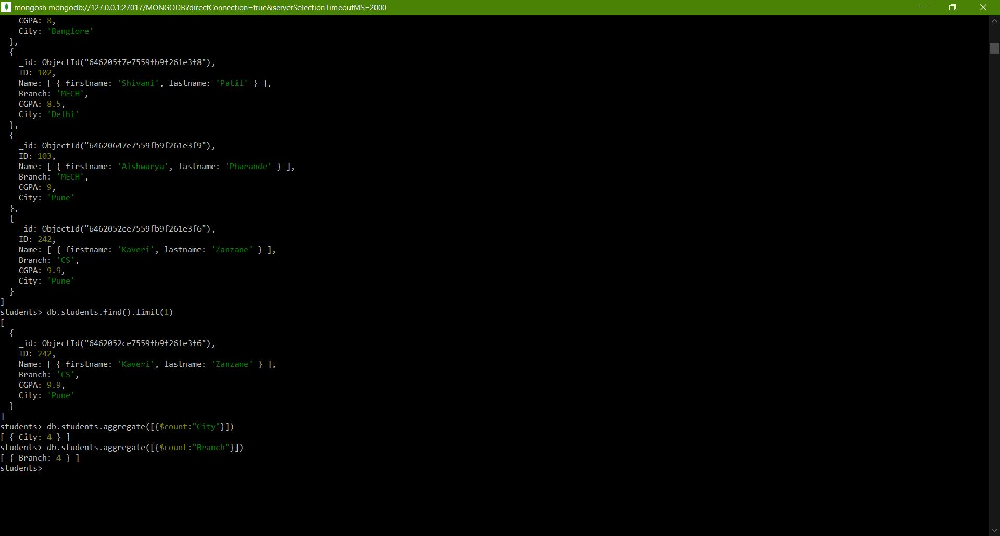 mongosh mongodb://127.0.0.1:27017/MONGODB?directConnection=true&serverSelectionTimeoutMS=2000
    CGPA: 8,
    City: 'Banglore'
  },
  {
    _id: ObjectId("646205f7e7559fb9f261e3f8"),
    ID: 102,
    Name: [ { firstname: 'Shivani', lastname: 'Patil' } ],
    Branch: 'MECH',
    CGPA: 8.5,
    City: 'Delhi'
  },
  {
    _id: ObjectId("64620647e7559fb9f261e3f9"),
    ID: 103,
    Name: [ { firstname: 'Aishwarya', lastname: 'Pharande' } ],
    Branch: 'MECH',
    CGPA: 9,
    City: 'Pune'
  },
  {
    _id: ObjectId("6462052ce7559fb9f261e3f6"),
    ID: 242,
    Name: [ { firstname: 'Kaveri', lastname: 'Zanzane' } ],
    Branch: 'CS',
    CGPA: 9.9,
    City: 'Pune'
  }
]
students> db.students.find().limit(1)
[
  {
    _id: ObjectId("6462052ce7559fb9f261e3f6"),
    ID: 242,
    Name: [ { firstname: 'Kaveri', lastname: 'Zanzane' } ],
    Branch: 'CS',
    CGPA: 9.9,
    City: 'Pune'
  }
]
students> db.students.aggregate([{$count:"City"}])
[ { City: 4 } ]
students> db.students.aggregate([{$count:"Branch"}])
[ { Branch: 4 } ]
students>